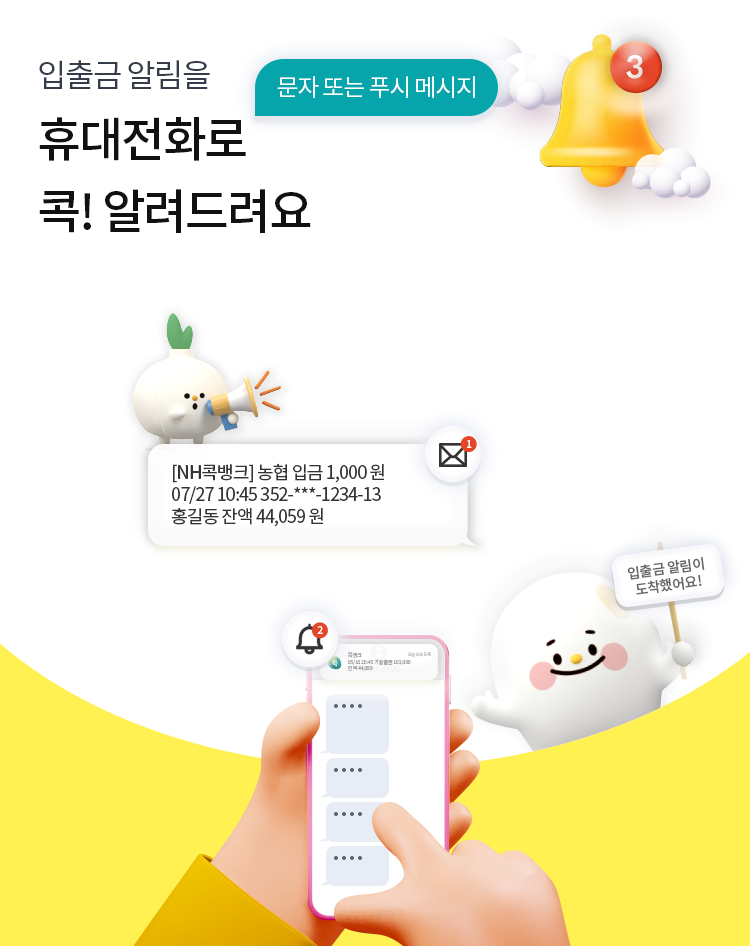 입출금 알림을
문자 또는 푸시 메시지
휴대전화로
콕! 알려드려요
3
1
[NH콕뱅크] 농협 입금 1,000 원
07/27 10:45 352-***-1234-13
홍길동 잔액 44,059 원
입출금 알림이
도착했어요!
2
콕뱅크